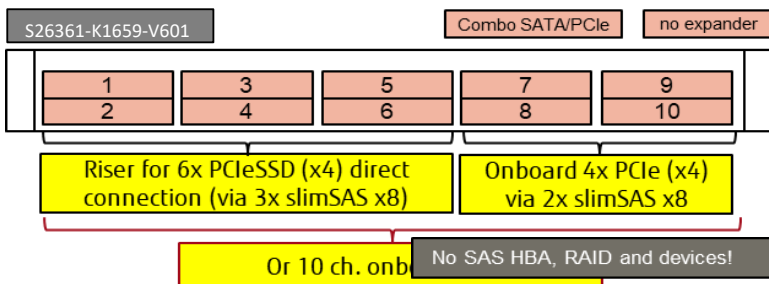 S26361-K1659-V601
Combo SATA/PCIe
no expander
1 3 5 7 9
2 4 6 8 10
Riser for 6x PCIeSSD (x4) direct
connection (via 3x slimSAS x8)
Onboard 4x PCIe (x4)
via 2x slimSAS x8
Or 10 ch.
No SAS HBA, RAID and devices!